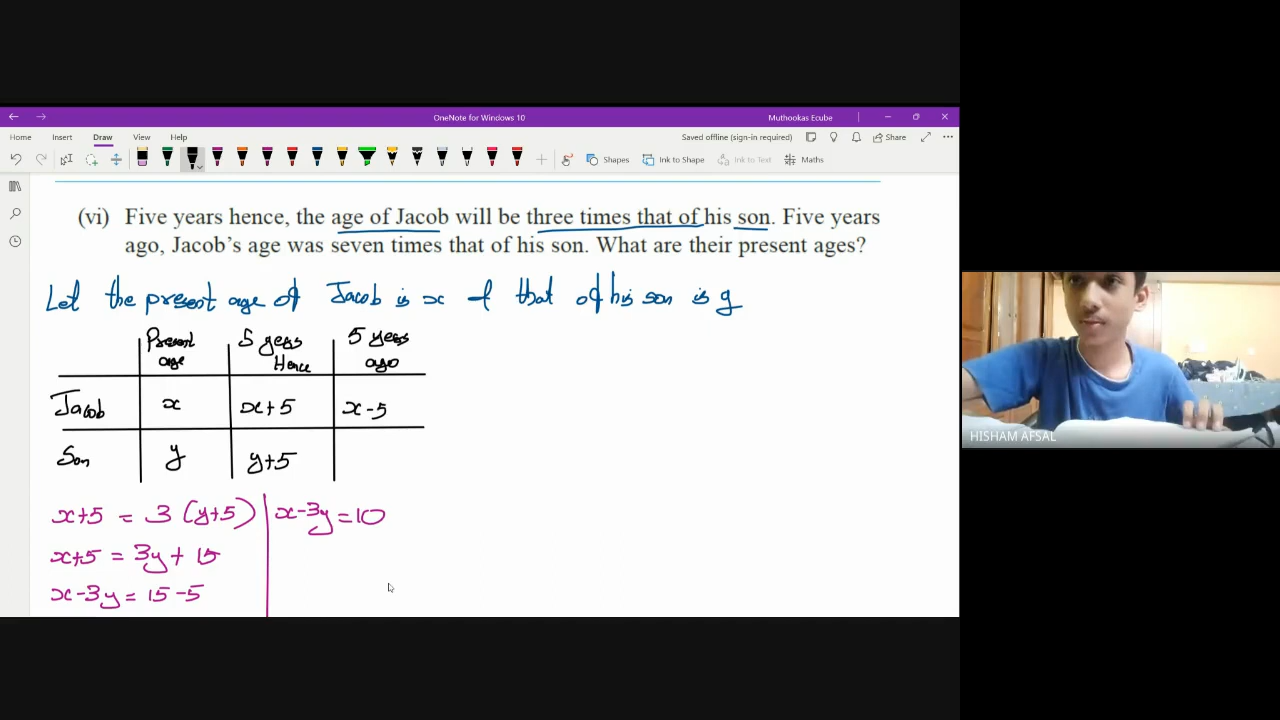 OneNote for Windows 10
Muthookas Ecube
Home Insert Draw View Help
Saved offline (sign-in required)
Share
Shapes
Ink to Shape
Ink to Text
Maths
(vi) Five years hence, the age of Jacob will be three times that of his son. Five years
ago, Jacob's age was seven times that of his son. What are their present ages?
Let the present age of Jacob is x & that of his son is y
Present age 5 years Hence 5 years ago
Jacob x x+5 x-5
Son y y+5
x+5 = 3 (y+5) x-3y=10
x+5 = 3y+ 15
x-3y= 15-5
HISHAM AFSAL